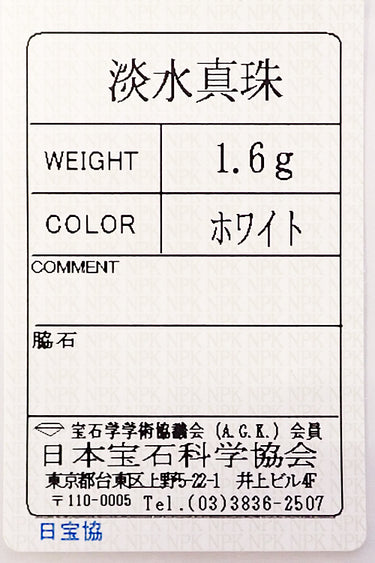 淡水真珠
WEIGHT 1.6g
COLOR ホワイト
COMMENT
脇石
宝石学学術協議会 (A.G.K.) 会員
日本宝石科学協会
東京都台東区上野5-22-1 井上ビル4F
〒110-0005 Tel.(03)3836-2507
日宝協